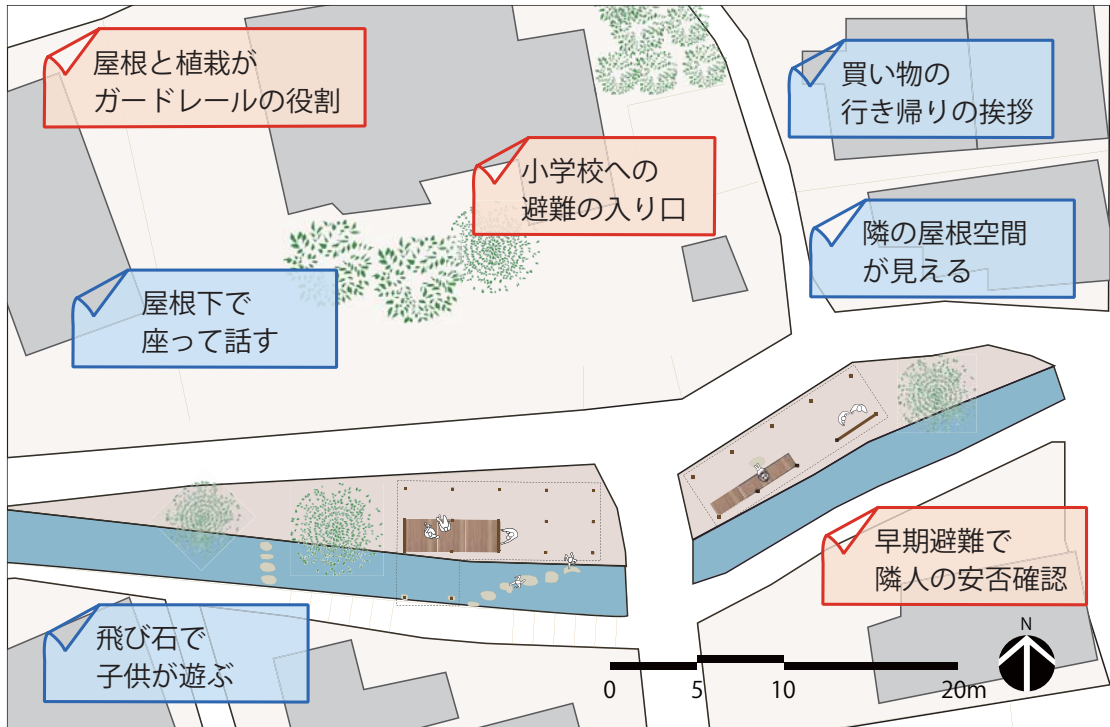 屋根と植栽が
ガードレールの役割
買い物の
行き帰りの挨拶
小学校への
避難の入り口
隣の屋根空間
が見える
屋根下で
座って話す
早期避難で
隣人の安否確認
飛び石で
子供が遊ぶ
N
0 5 10 20m